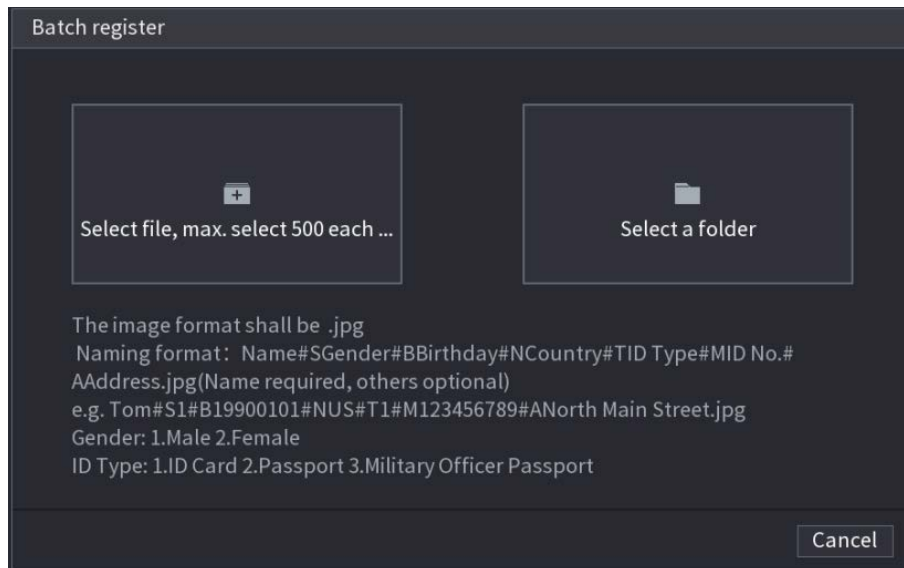 Batch register
Select file, max. select 500 each ...
Select a folder
The image format shall be .jpg
Naming format：Name#SGender#BBirthday#NCountry#TID Type#MID No.#
AAddress.jpg(Name required, others optional)
e.g. Tom#S1#B19900101#NUS#T1#M123456789#ANorth Main Street.jpg
Gender: 1.Male 2.Female
ID Type: 1.ID Card 2.Passport 3.Military Officer Passport
Cancel